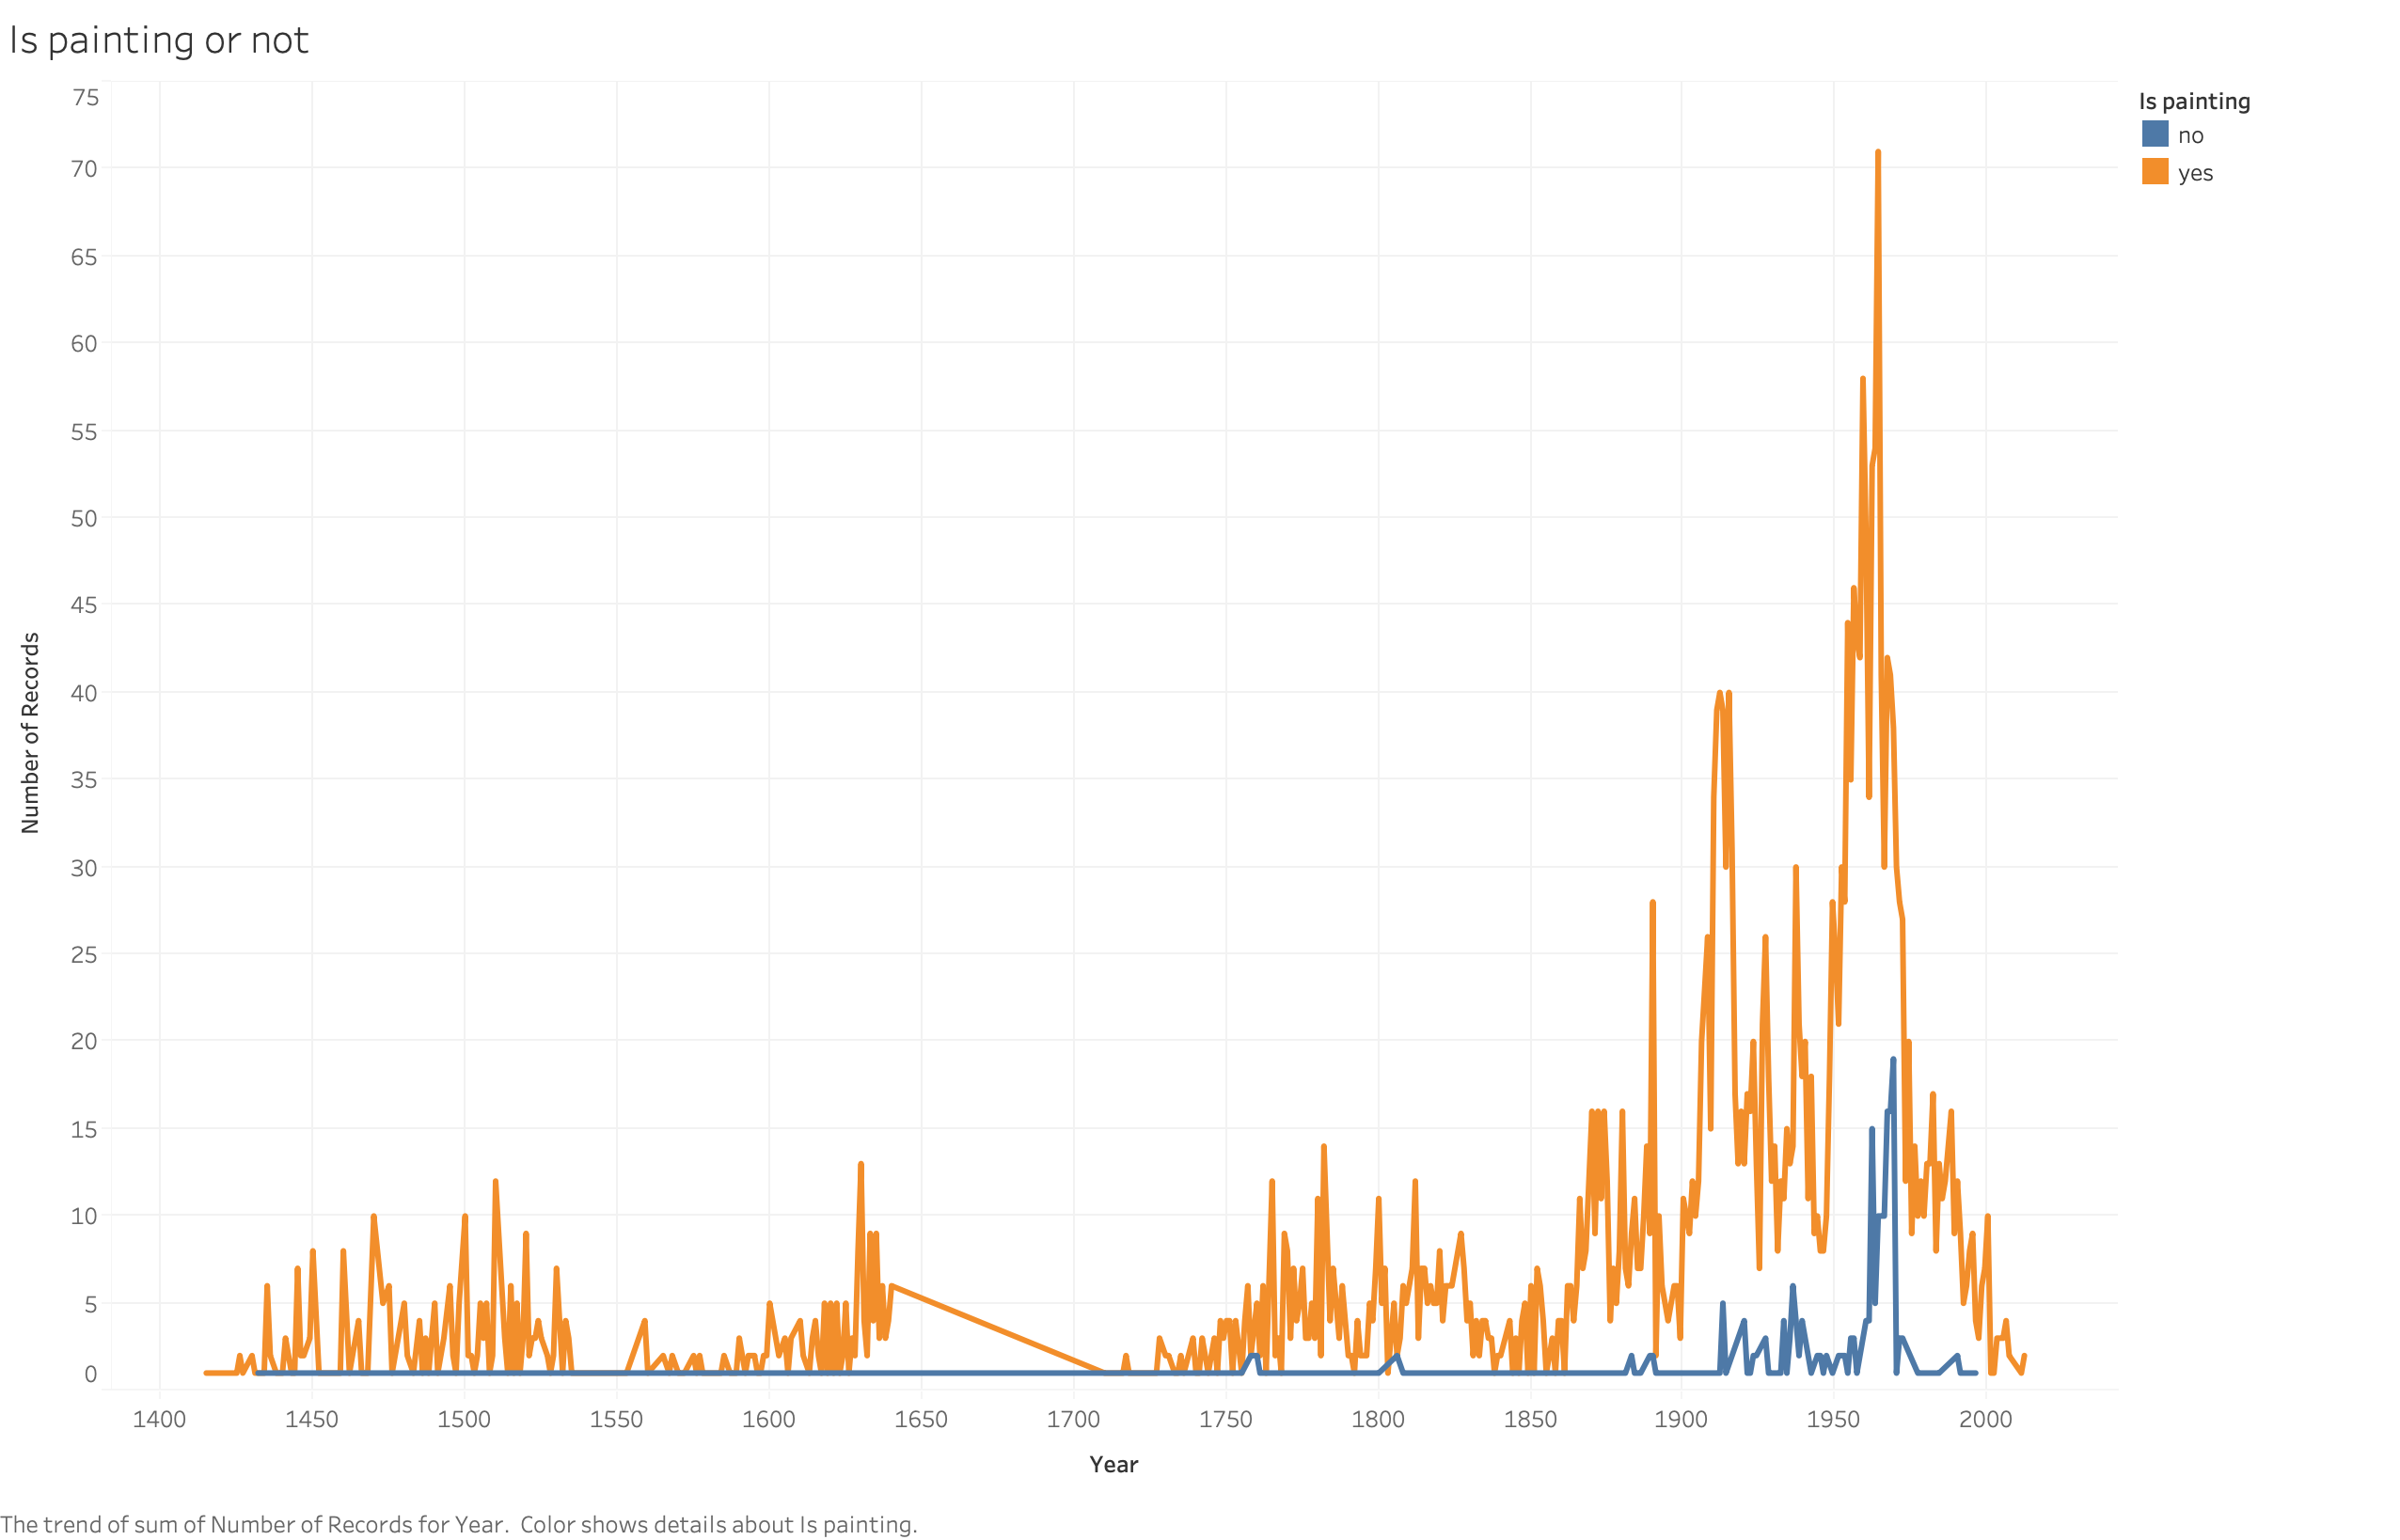 Is painting or not
75
70
65
60
55
50
45
40
35
30
25
20
15
10
5
0
Number of Records
1400 1450 1500 1550 1600 1650 1700 1750 1800 1850 1900 1950 2000
Year
Is painting
no
yes
The trend of sum of Number of Records for Year.  Color shows details about Is painting.